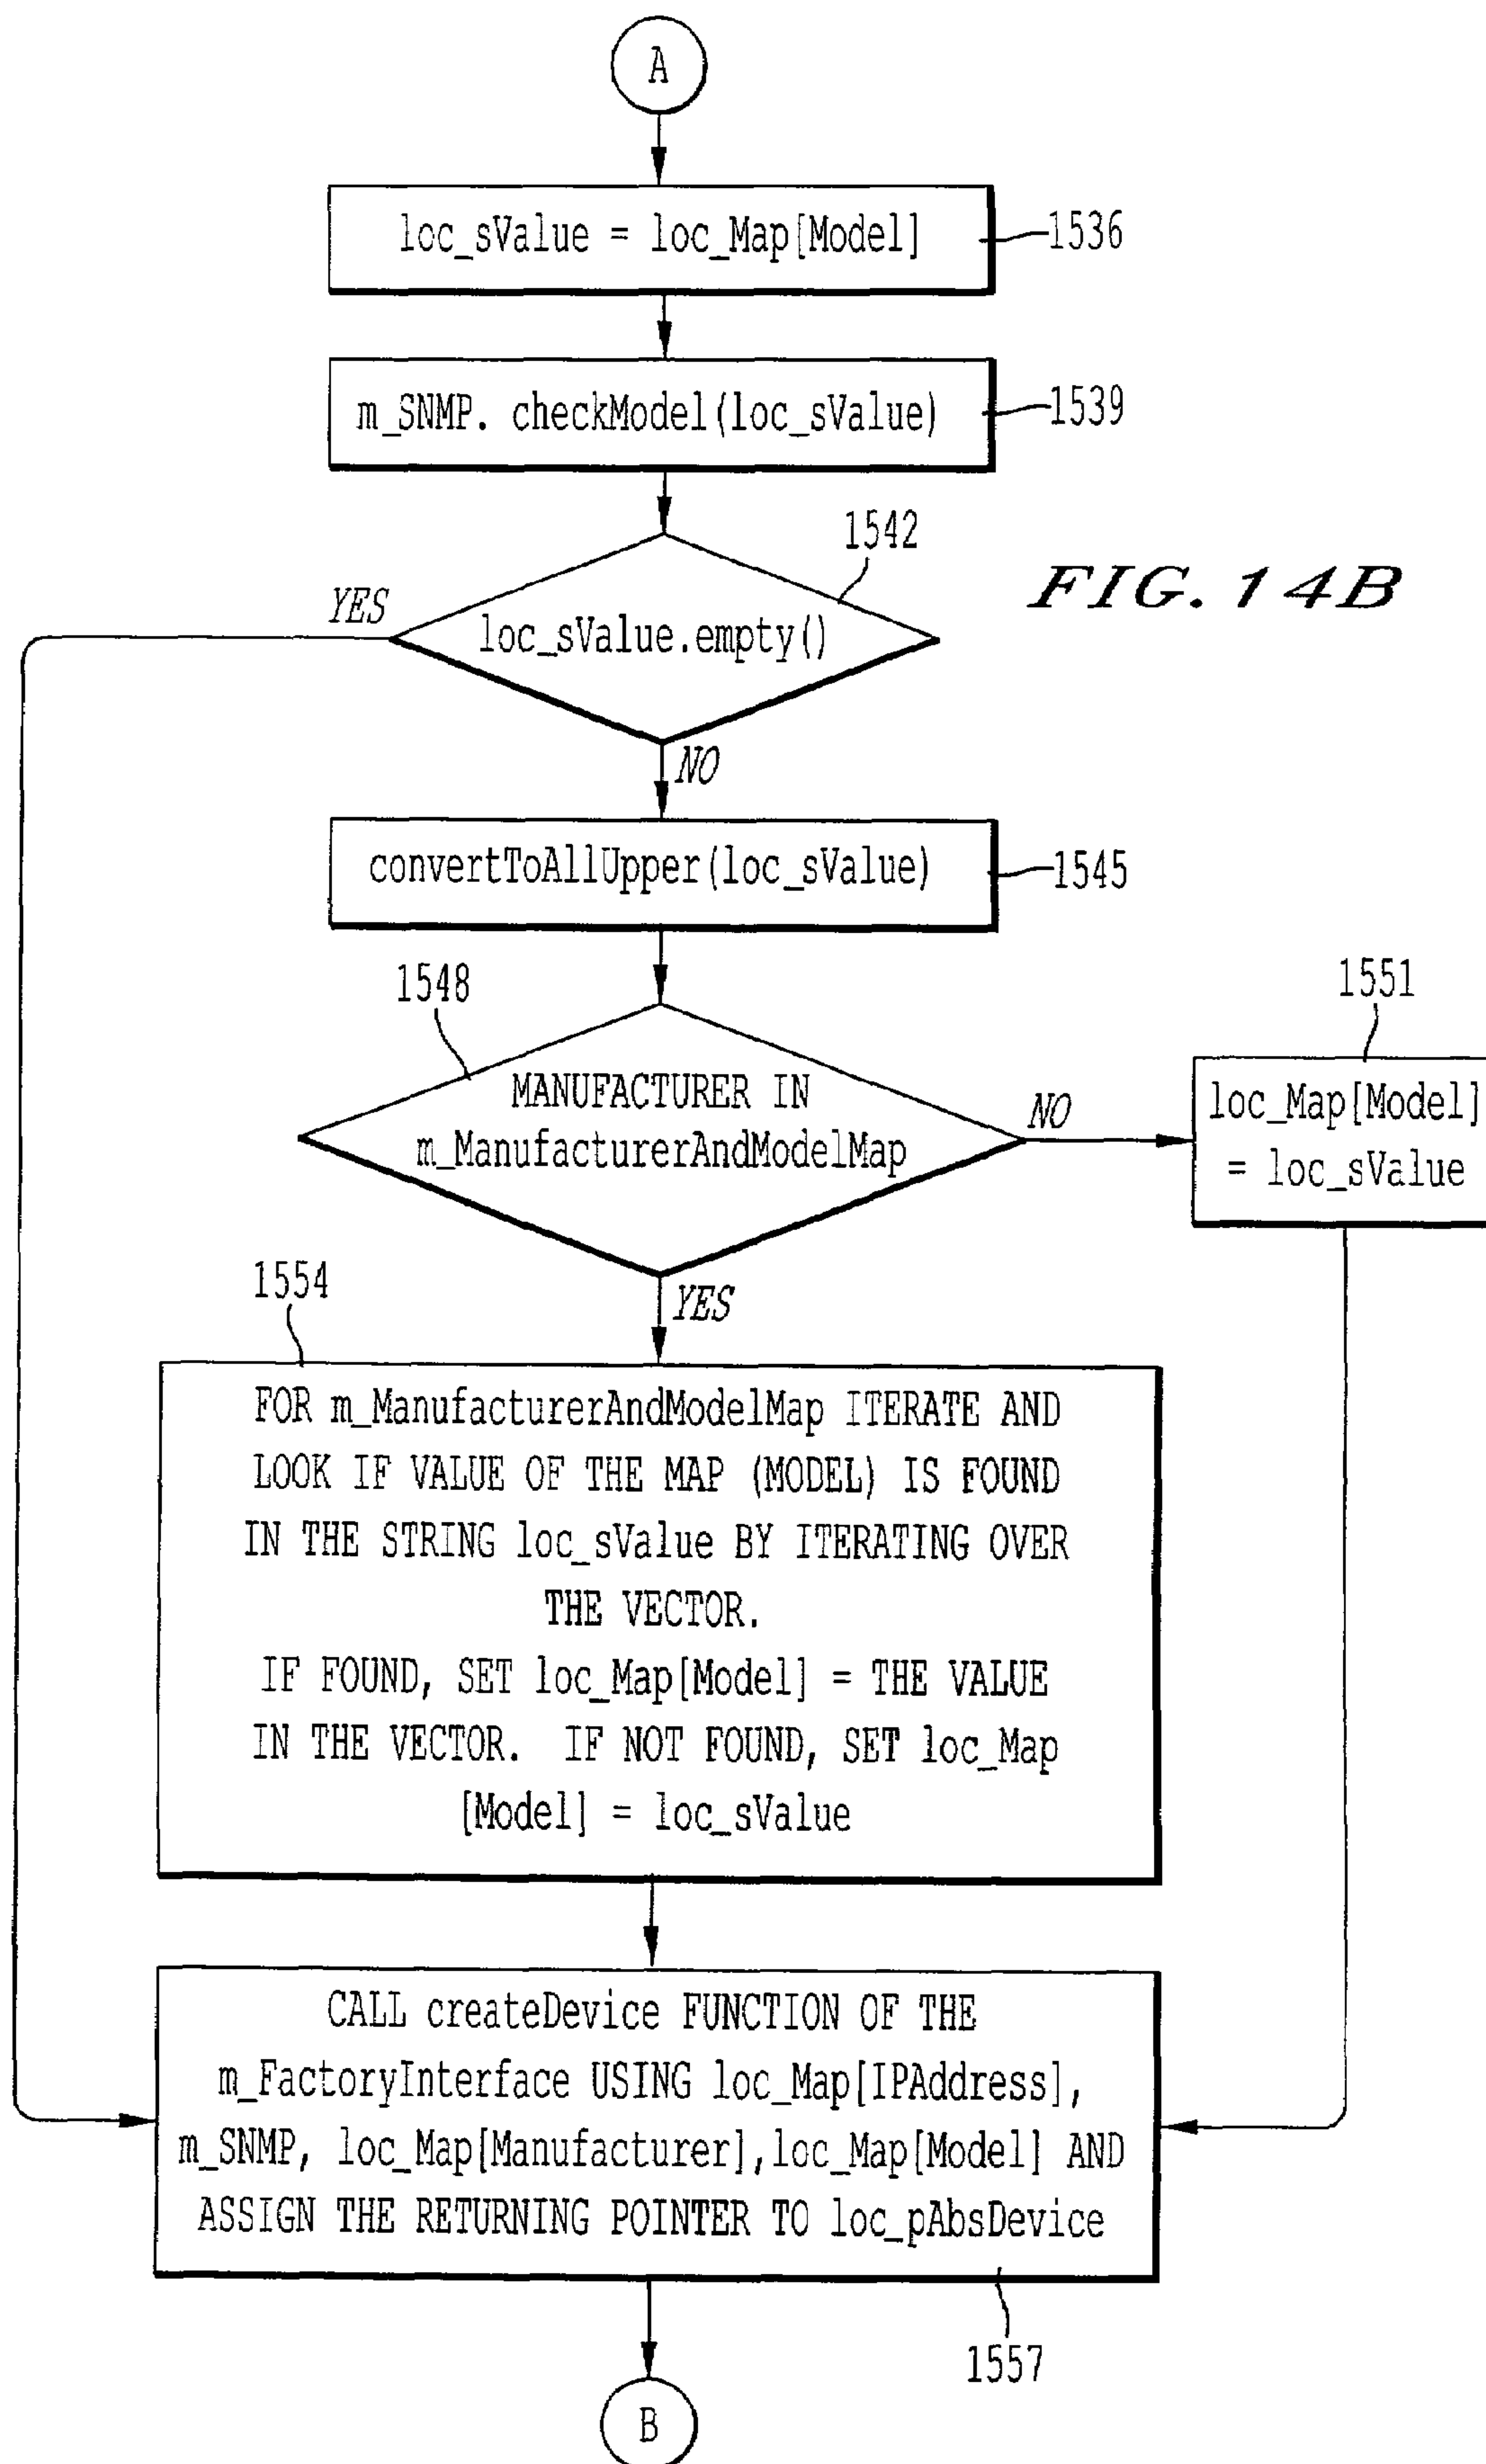 A
loc_sValue = loc_Map[Model]
1536
m_SNMP. checkModel(loc_sValue)
1539
1542
FIG. 14B
YES
loc_sValue.empty()
NO
convertToAllUpper(loc_sValue)
1545
1548
1551
MANUFACTURER IN
m_ManufacturerAndModelMap
NO
loc_Map[Model]
= loc_sValue
YES
1554
FOR m_ManufacturerAndModelMap ITERATE AND
LOOK IF VALUE OF THE MAP (MODEL) IS FOUND
IN THE STRING loc_sValue BY ITERATING OVER
THE VECTOR.
IF FOUND, SET loc_Map[Model] = THE VALUE
IN THE VECTOR. IF NOT FOUND, SET loc_Map
[Model] = loc_sValue
CALL createDevice FUNCTION OF THE
m_FactoryInterface USING loc_Map[IPAddress],
m_SNMP, loc_Map[Manufacturer],loc_Map[Model] AND
ASSIGN THE RETURNING POINTER TO loc_pAbsDevice
1557
B